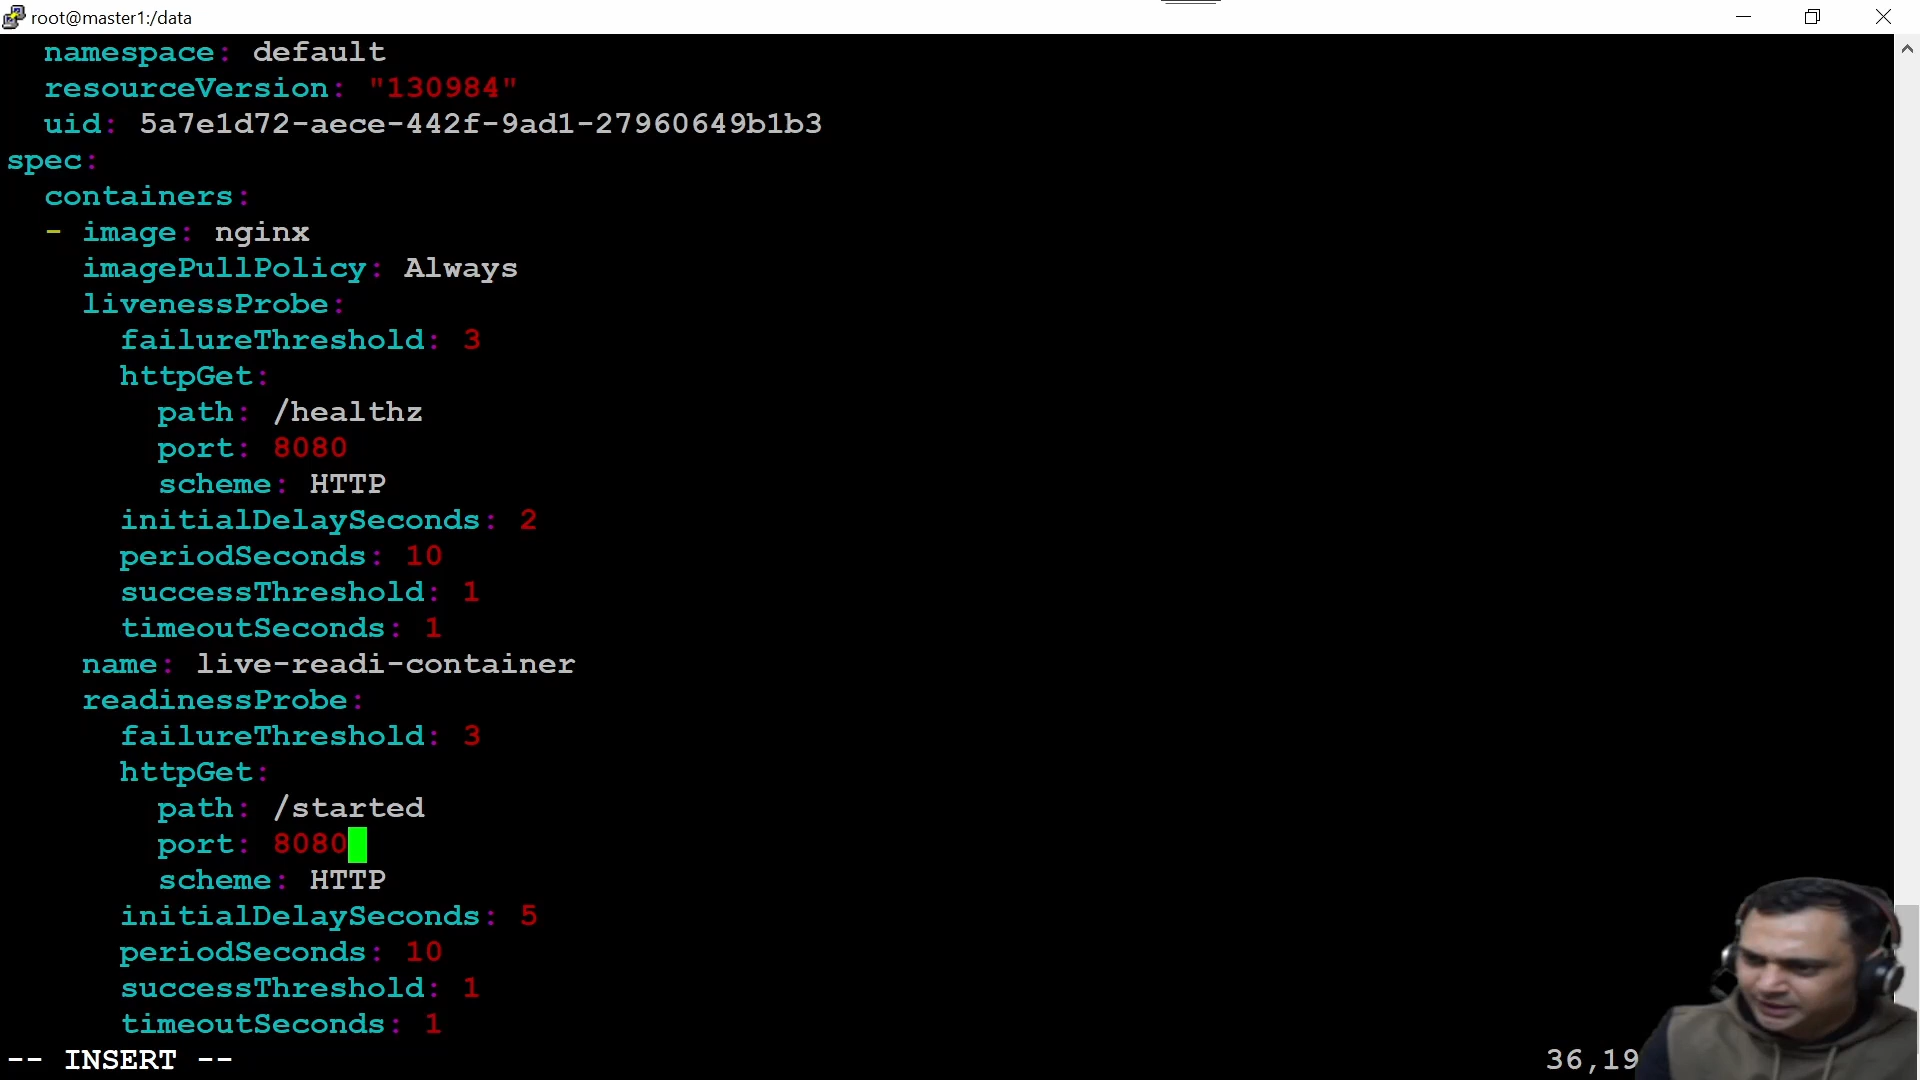 root@master1:/data
namespace: default
resourceVersion: "130984"
uid: 5a7e1d72-aece-442f-9ad1-27960649b1b3
spec:
containers:
- image: nginx
imagePullPolicy: Always
livenessProbe:
failureThreshold: 3
httpGet:
path: /healthz
port: 8080
scheme: HTTP
initialDelaySeconds: 2
periodSeconds: 10
successThreshold: 1
timeoutSeconds: 1
name: live-readi-container
readinessProbe:
failureThreshold: 3
httpGet:
path: /started
port: 8080
scheme: HTTP
initialDelaySeconds: 5
periodSeconds: 10
successThreshold: 1
timeoutSeconds: 1
-- INSERT -- 36,19